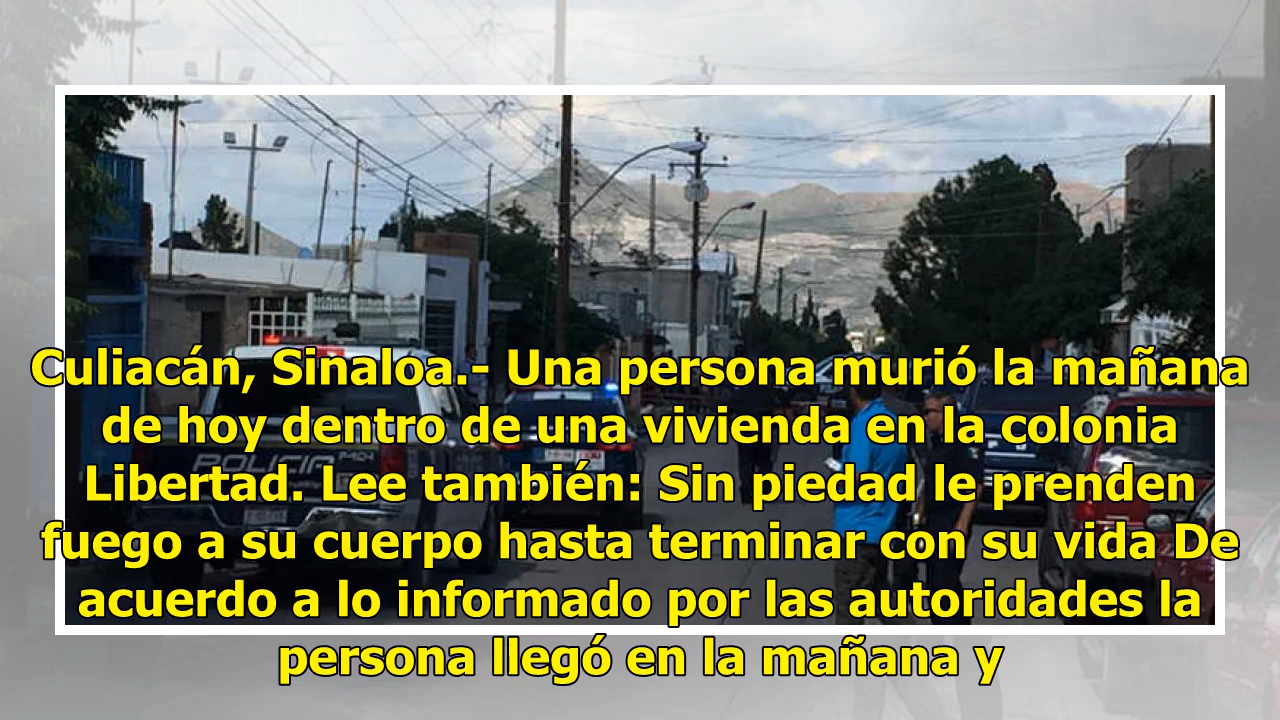 Culiacán, Sinaloa.- Una persona murió la mañana
de hoy dentro de una vivienda en la colonia
Libertad. Lee también: Sin piedad le prenden
fuego a su cuerpo hasta terminar con su vida De
acuerdo a lo informado por las autoridades la
persona llegó en la mañana y
POLICIA